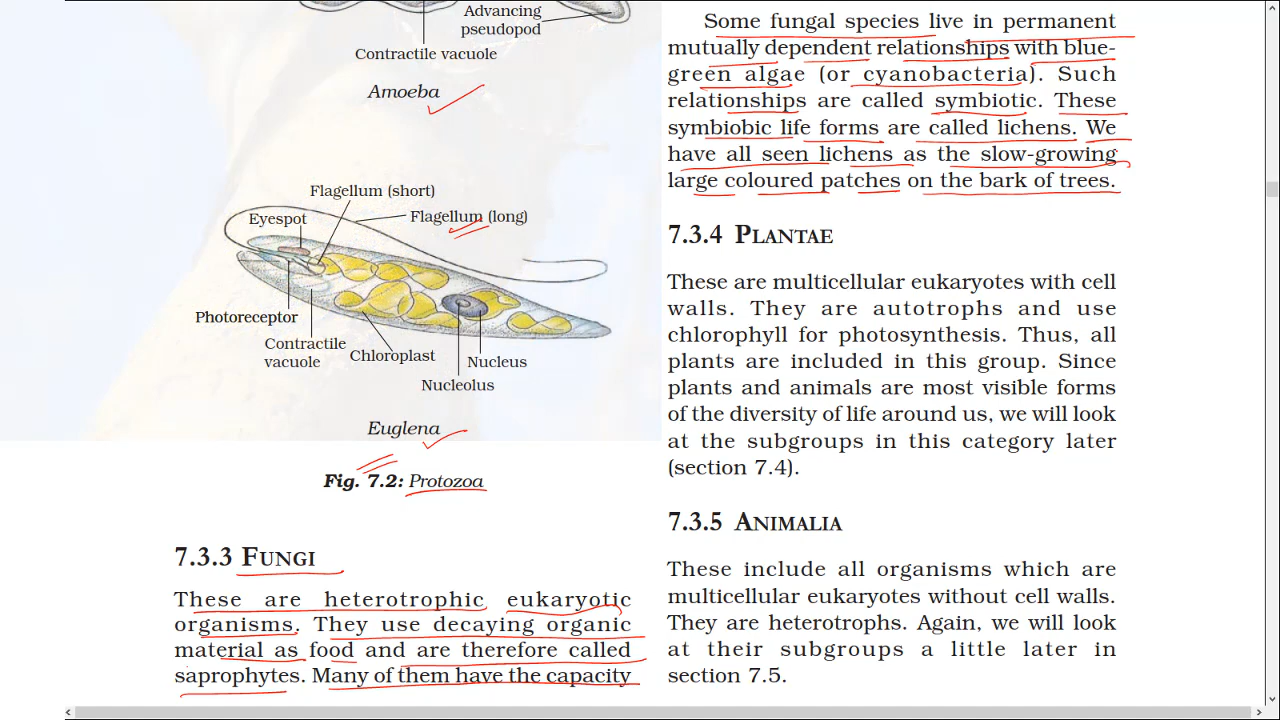 Advancing
pseudopod
Contractile vacuole
Amoeba
Flagellum (short)
Flagellum (long)
Eyespot
Photoreceptor
Contractile
vacuole
Chloroplast
Nucleus
Nucleolus
Euglena
Fig. 7.2: Protozoa
7.3.3 FUNGI
These are heterotrophic eukaryotic
organisms. They use decaying organic
material as food and are therefore called
saprophytes. Many of them have the capacity
Some fungal species live in permanent
mutually dependent relationships with blue-
green algae (or cyanobacteria). Such
relationships are called symbiotic. These
symbiobic life forms are called lichens. We
have all seen lichens as the slow-growing
large coloured patches on the bark of trees.
7.3.4 PLANTAE
These are multicellular eukaryotes with cell
walls. They are autotrophs and use
chlorophyll for photosynthesis. Thus, all
plants are included in this group. Since
plants and animals are most visible forms
of the diversity of life around us, we will look
at the subgroups in this category later
(section 7.4).
7.3.5 ANIMALIA
These include all organisms which are
multicellular eukaryotes without cell walls.
They are heterotrophs. Again, we will look
at their subgroups a little later in
section 7.5.